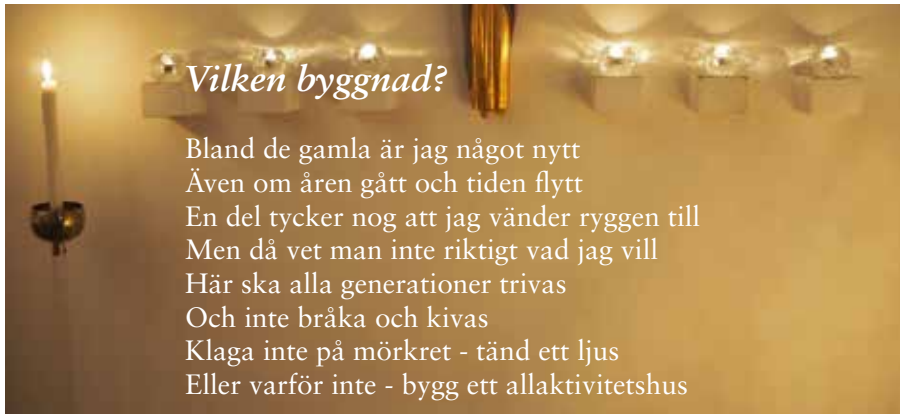 Vilken byggnad?
Bland de gamla är jag något nytt
Även om åren gått och tiden flytt
En del tycker nog att jag vänder ryggen till
Men då vet man inte riktigt vad jag vill
Här ska alla generationer trivas
Och inte bråka och kivas
Klaga inte på mörkret - tänd ett ljus
Eller varför inte - bygg ett allaktivitetshus